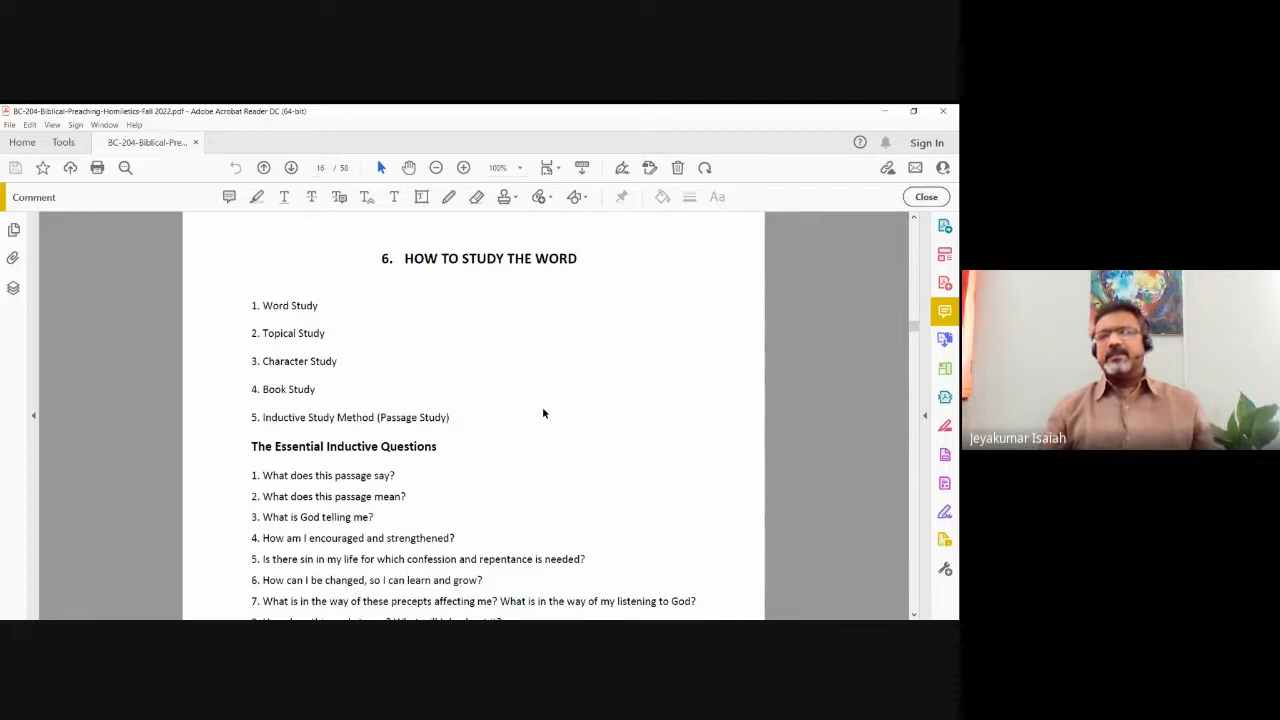 BC-204-Biblical-Preaching-Homiletics-Fall 2022.pdf - Adobe Acrobat Reader DC (64-bit)
File Edit View Sign Window Help
Home Tools BC-204-Biblical-Pre... × Sign In
16 / 58 100%
Comment Aa Close
6. HOW TO STUDY THE WORD
1. Word Study
2. Topical Study
3. Character Study
4. Book Study
5. Inductive Study Method (Passage Study)
The Essential Inductive Questions
1. What does this passage say?
2. What does this passage mean?
3. What is God telling me?
4. How am I encouraged and strengthened?
5. Is there sin in my life for which confession and repentance is needed?
6. How can I be changed, so I can learn and grow?
7. What is in the way of these precepts affecting me? What is in the way of my listening to God?
Jeyakumar Isaiah